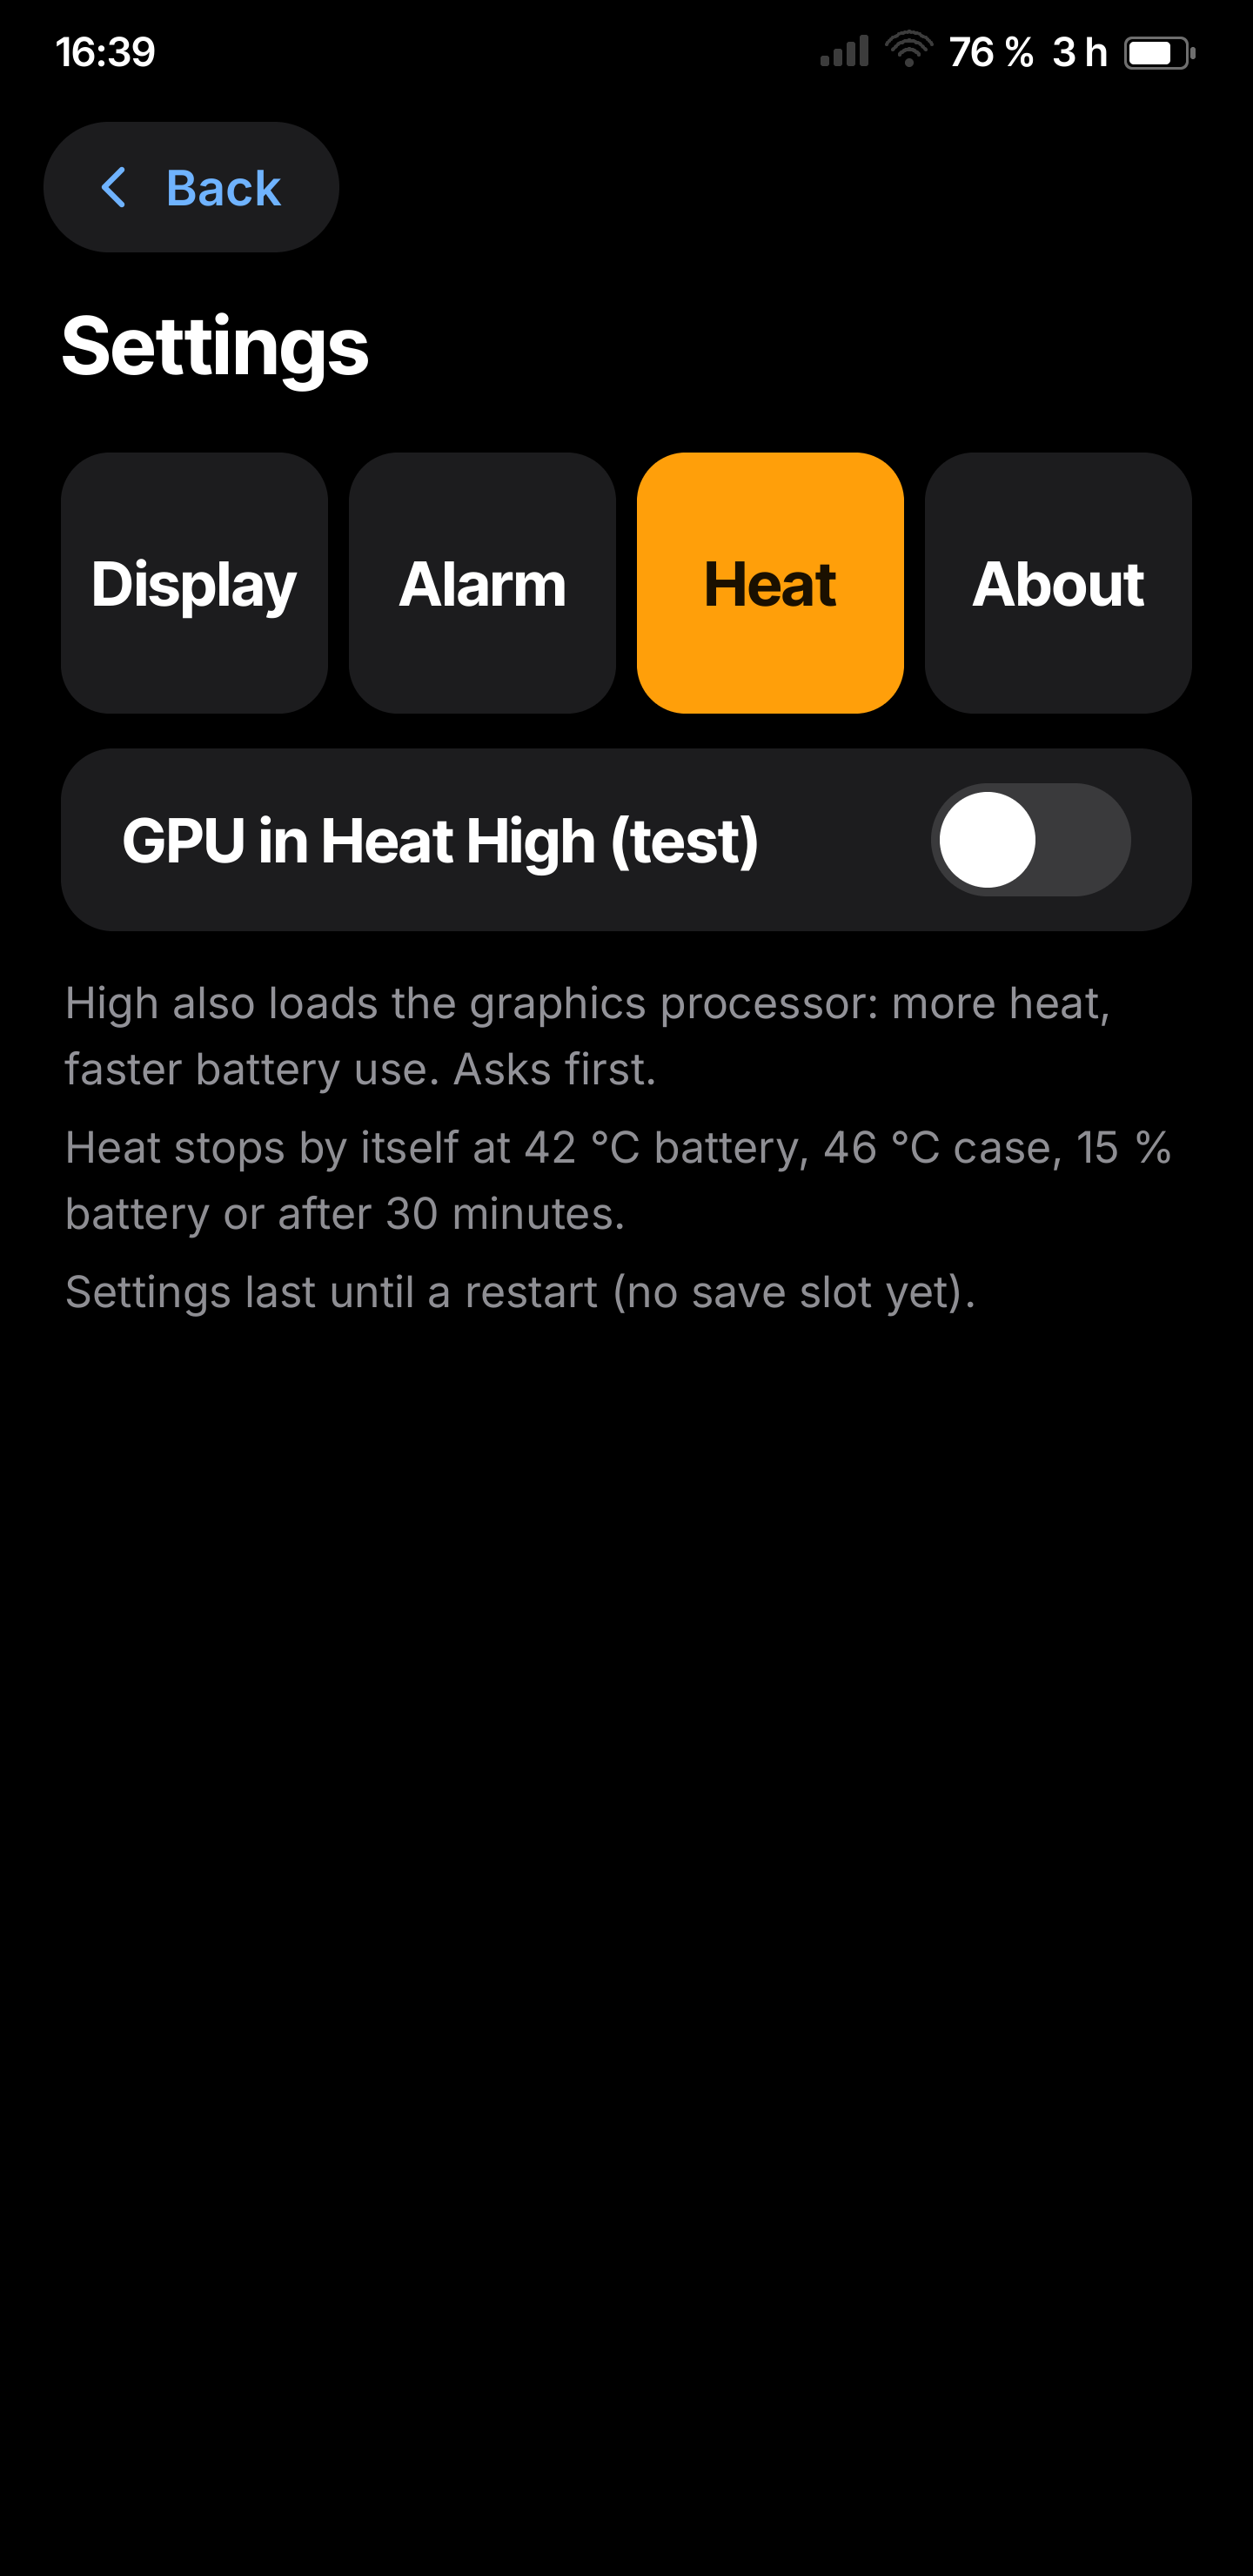 16:39 76 % 3 h
Back
Settings
Display Alarm Heat About
GPU in Heat High (test)
High also loads the graphics processor: more heat,
faster battery use. Asks first.
Heat stops by itself at 42 °C battery, 46 °C case, 15 %
battery or after 30 minutes.
Settings last until a restart (no save slot yet).